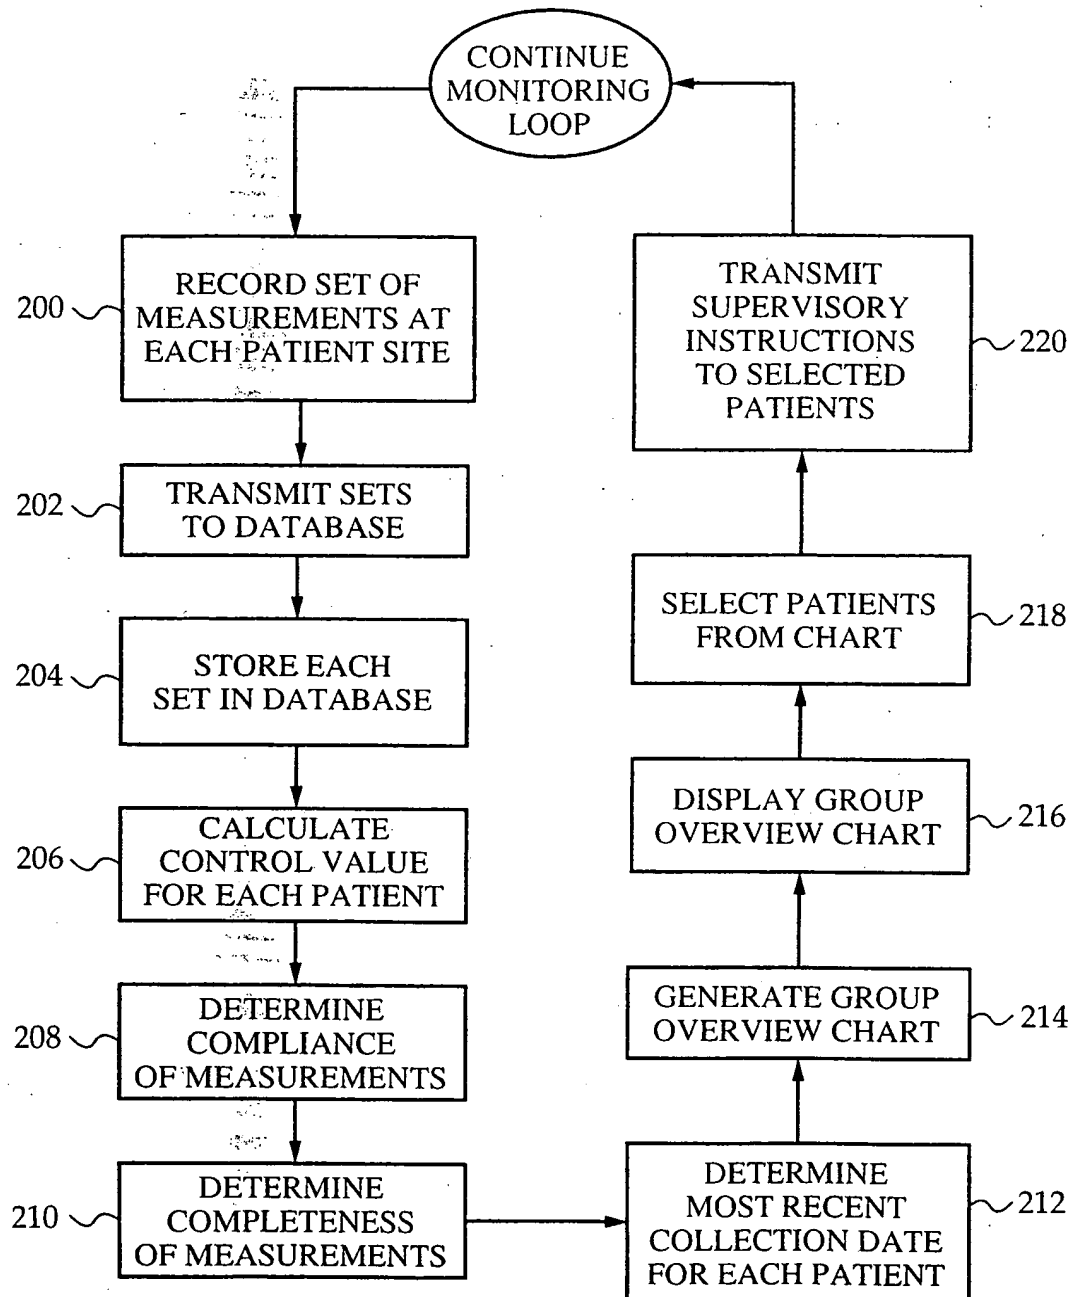 CONTINUE
MONITORING
LOOP
200
RECORD SET OF
MEASUREMENTS AT
EACH PATIENT SITE
202
TRANSMIT SETS
TO DATABASE
204
STORE EACH
SET IN DATABASE
206
CALCULATE
CONTROL VALUE
FOR EACH PATIENT
208
DETERMINE
COMPLIANCE
OF MEASUREMENTS
210
DETERMINE
COMPLETENESS
OF MEASUREMENTS
DETERMINE
MOST RECENT
COLLECTION DATE
FOR EACH PATIENT
212
GENERATE GROUP
OVERVIEW CHART
214
DISPLAY GROUP
OVERVIEW CHART
216
SELECT PATIENTS
FROM CHART
218
TRANSMIT
SUPERVISORY
INSTRUCTIONS
TO SELECTED
PATIENTS
220